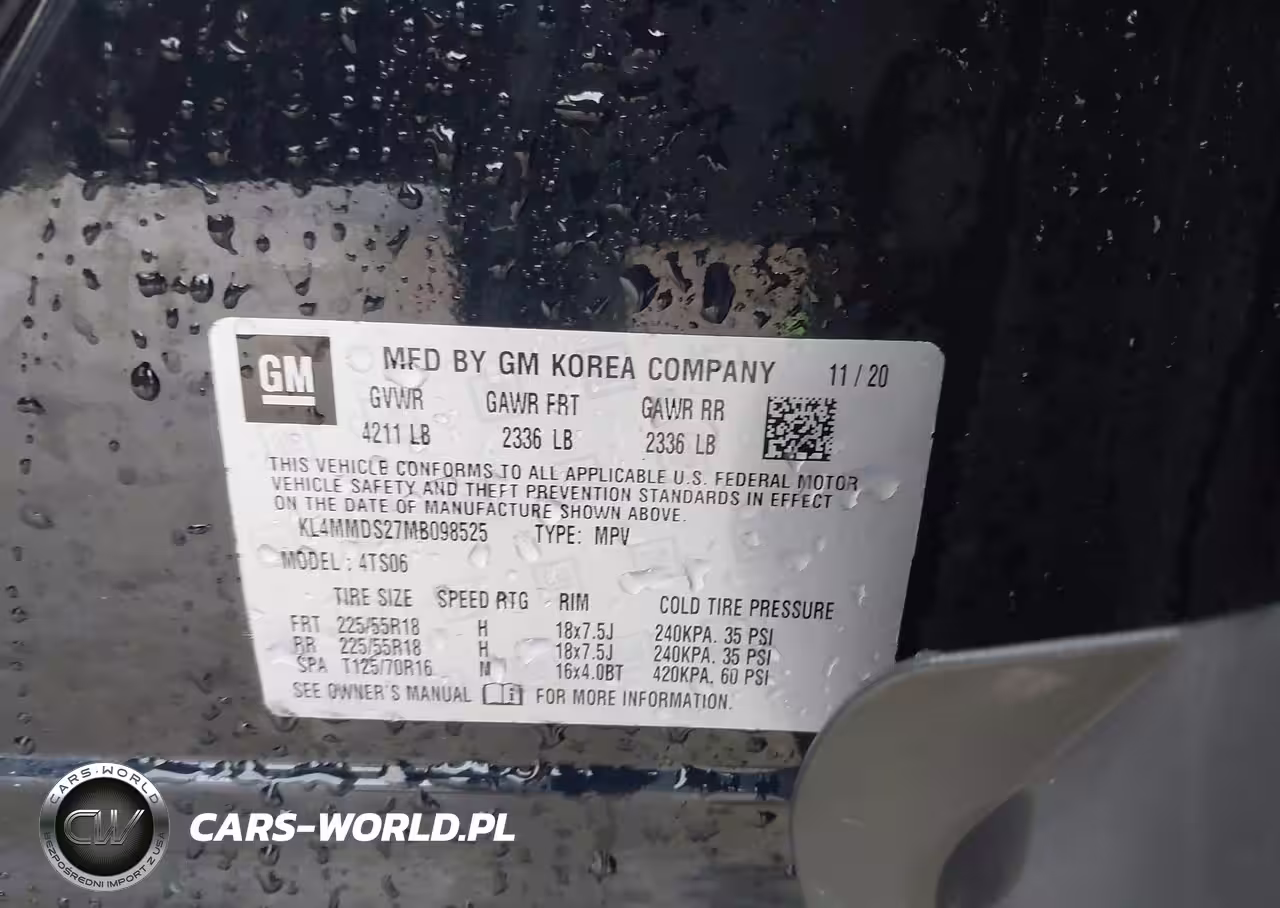 GM
MFD BY GM KOREA COMPANY 11 / 20
GVWR GAWR FRT GAWR RR
4211 LB 2336 LB 2336 LB
THIS VEHICLE CONFORMS TO ALL APPLICABLE U.S. FEDERAL MOTOR
VEHICLE SAFETY AND THEFT PREVENTION STANDARDS IN EFFECT
ON THE DATE OF MANUFACTURE SHOWN ABOVE.
KL4MMDS27MB098525 TYPE: MPV
MODEL : 4TS06
TIRE SIZE SPEED RTG RIM COLD TIRE PRESSURE
FRT 225/55R18 H 18x7.5J 240KPA. 35 PSI
RR 225/55R18 H 18x7.5J 240KPA. 35 PSI
SPA T125/70R16 M 16x4.0BT 420KPA. 60 PSI
SEE OWNER'S MANUAL i FOR MORE INFORMATION.
CARS-WORLD
CW
BEZPOŚREDNI IMPORT Z USA
CARS-WORLD.PL